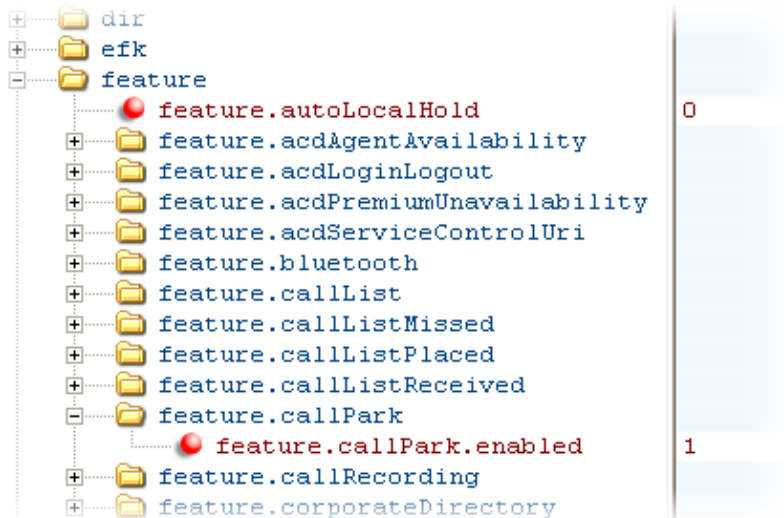 dir
efk
feature
feature.autoLocalHold 0
feature.acdAgentAvailability
feature.acdLoginLogout
feature.acdPremiumUnavailability
feature.acdServiceControlUri
feature.bluetooth
feature.callList
feature.callListMissed
feature.callListPlaced
feature.callListReceived
feature.callPark
feature.callPark.enabled 1
feature.callRecording
feature.corporateDirectory